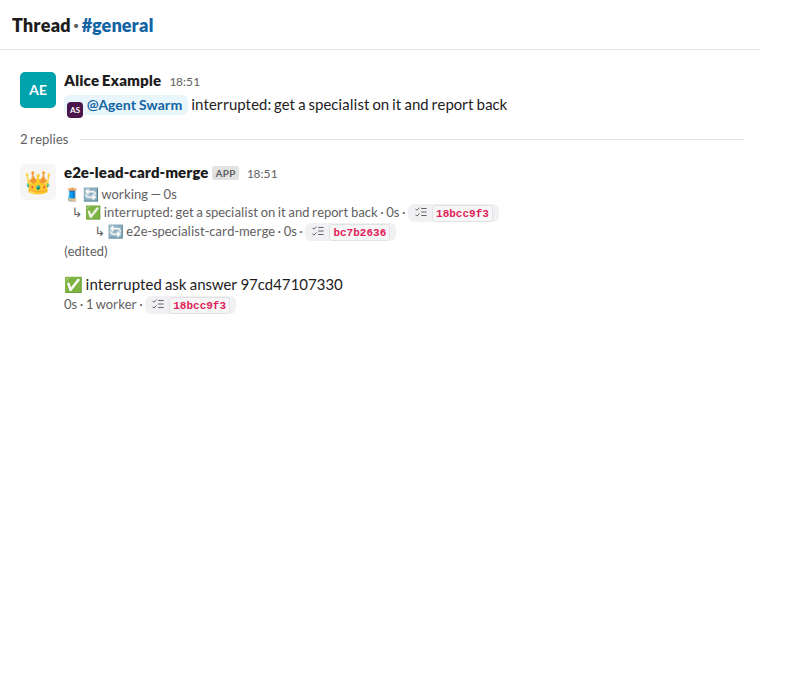 Thread · #general
AE
Alice Example 18:51
AS @Agent Swarm interrupted: get a specialist on it and report back
2 replies
e2e-lead-card-merge APP 18:51
🧵 🔄 working — 0s
↳ ✅ interrupted: get a specialist on it and report back · 0s · 18bcc9f3
↳ 🔄 e2e-specialist-card-merge · 0s · bc7b2636
(edited)
✅ interrupted ask answer 97cd47107330
0s · 1 worker · 18bcc9f3